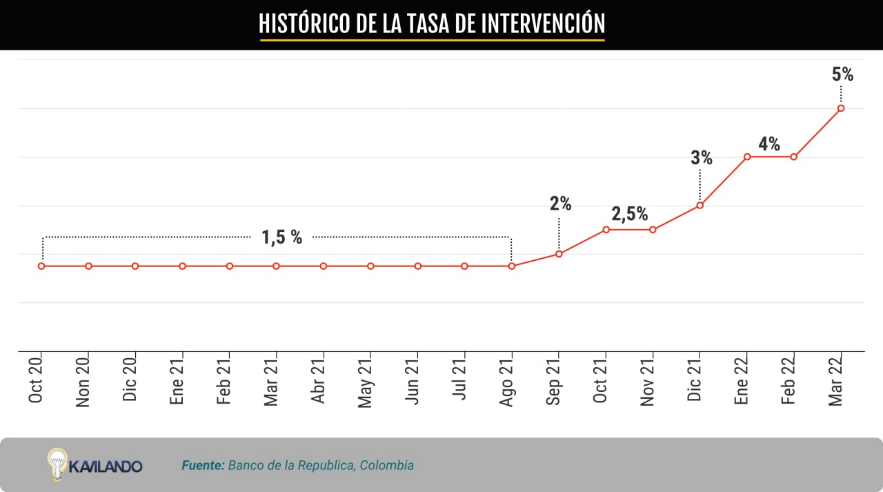 HISTÓRICO DE LA TASA DE INTERVENCIÓN
5%
4%
3%
2%
2,5%
1,5 %
Oct 20
Non 20
Dic 20
Ene 21
Feb 21
Mar 21
Abr 21
May 21
Jun 21
Jul 21
Ago 21
Sep 21
Oct 21
Nov 21
Dic 21
Ene 22
Feb 22
Mar 22
KAVILANDO
Fuente: Banco de la Republica, Colombia